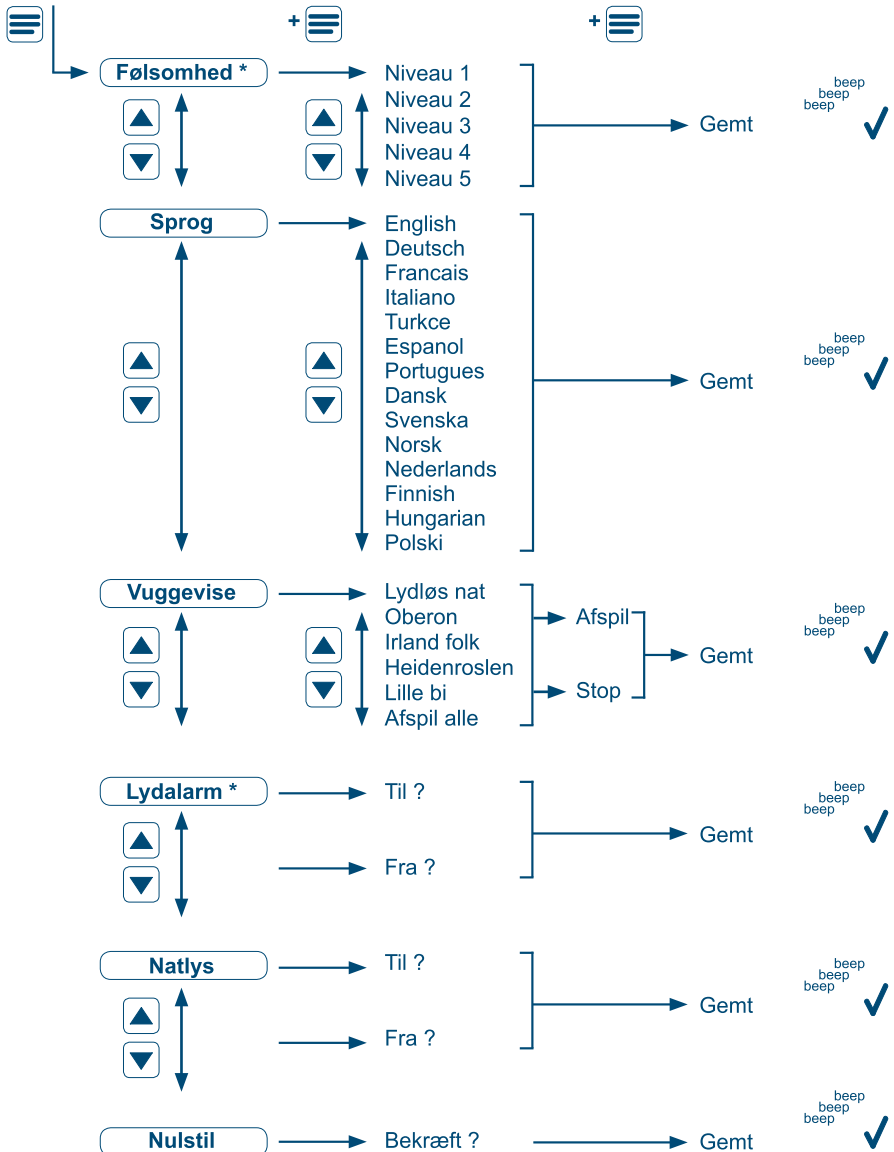 + +
Følsomhed *
Niveau 1
Niveau 2
Niveau 3
Niveau 4
Niveau 5
Gemt
beep
beep
beep
Sprog
English
Deutsch
Francais
Italiano
Turkce
Espanol
Portugues
Dansk
Svenska
Norsk
Nederlands
Finnish
Hungarian
Polski
Gemt
beep
beep
beep
Vuggevise
Lydløs nat
Oberon
Irland folk
Heidenroslen
Lille bi
Afspil alle
Afspil
Stop
Gemt
beep
beep
beep
Lydalarm *
Til ?
Fra ?
Gemt
beep
beep
beep
Natlys
Til ?
Fra ?
Gemt
beep
beep
beep
Nulstil
Bekræft ?
Gemt
beep
beep
beep